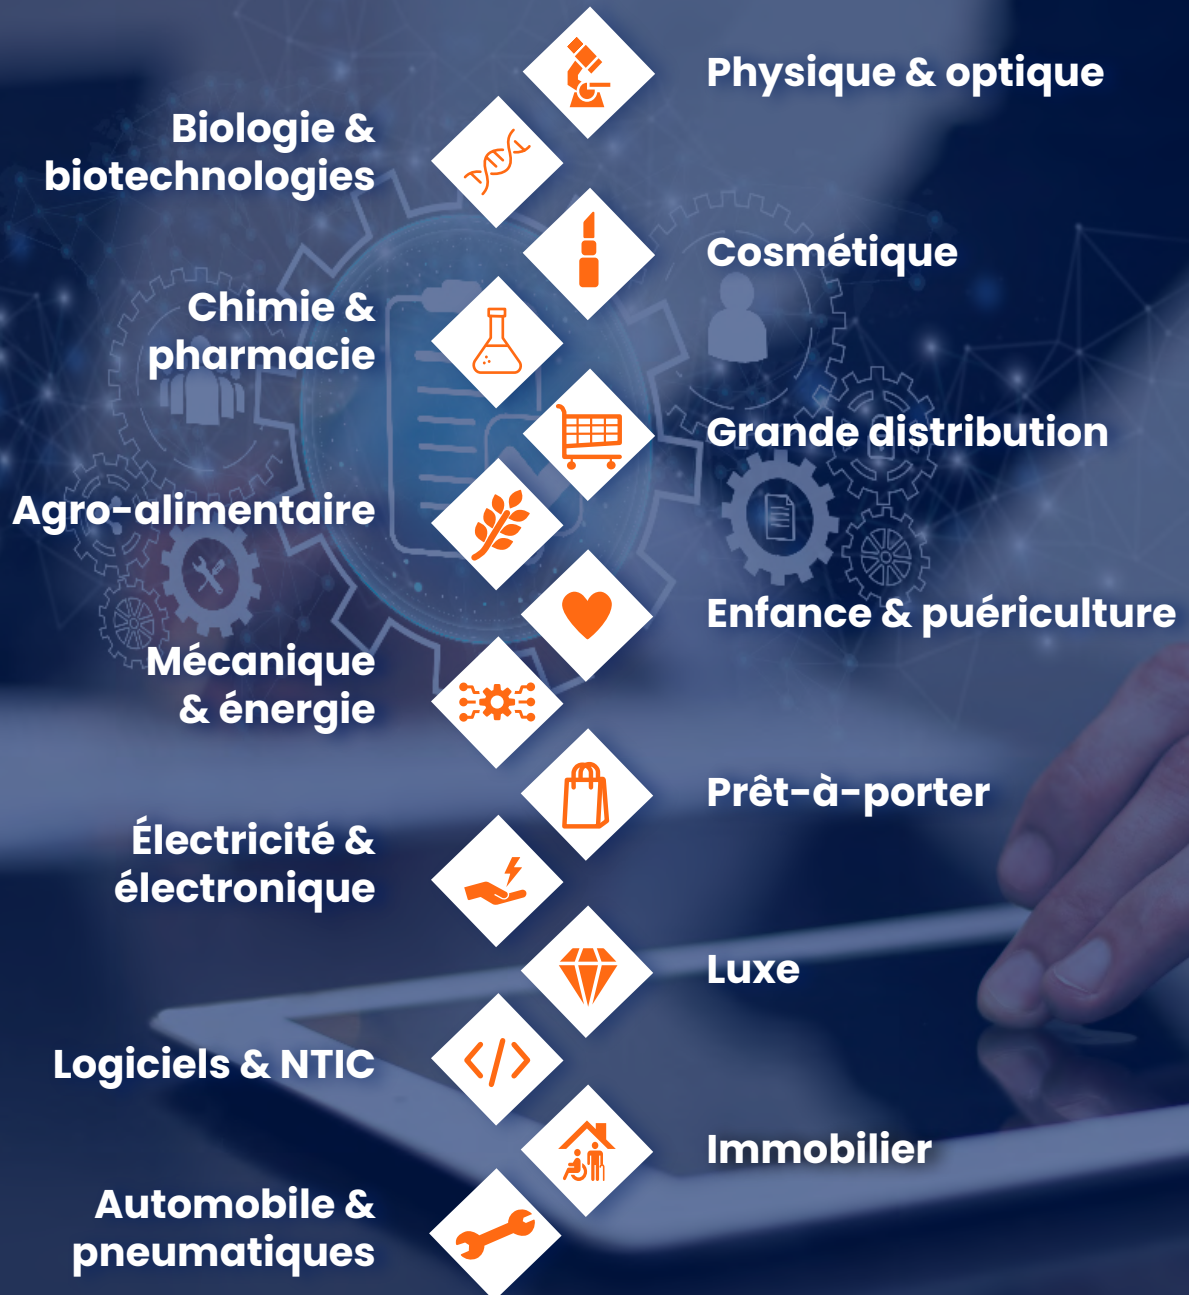 Physique & optique
Biologie &
biotechnologies
Cosmétique
Chimie &
pharmacie
Grande distribution
Agro-alimentaire
Enfance & puériculture
Mécanique
& énergie
Prêt-à-porter
Électricité &
électronique
Luxe
Logiciels & NTIC
Immobilier
Automobile &
pneumatiques